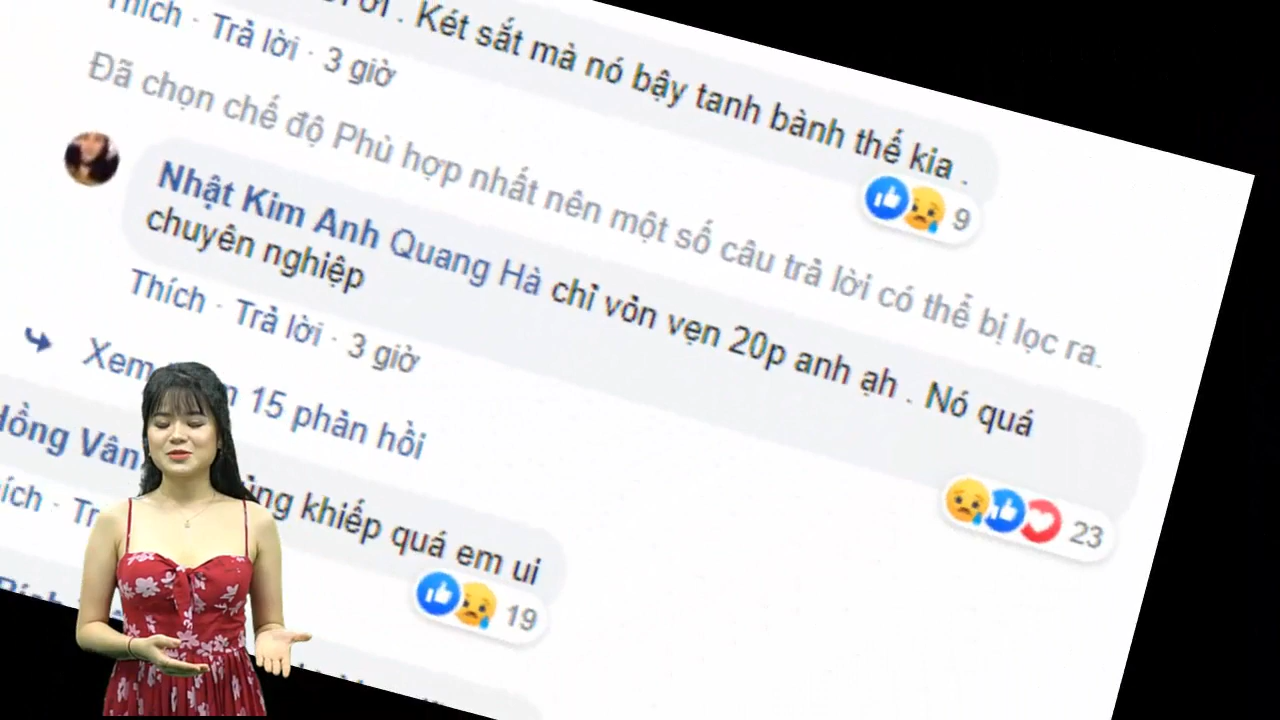 . Két sắt mà nó bậy tanh bành thế kia .
Thích · Trả lời · 3 giờ
9
Đã chọn chế độ Phù hợp nhất nên một số câu trả lời có thể bị lọc ra.
Nhật Kim Anh Quang Hà chỉ vỏn vẹn 20p anh ạh . Nó quá
chuyên nghiệp
Thích · Trả lời · 3 giờ
23
Xem 15 phản hồi
Hồng Vân khiếp quá em ui
19